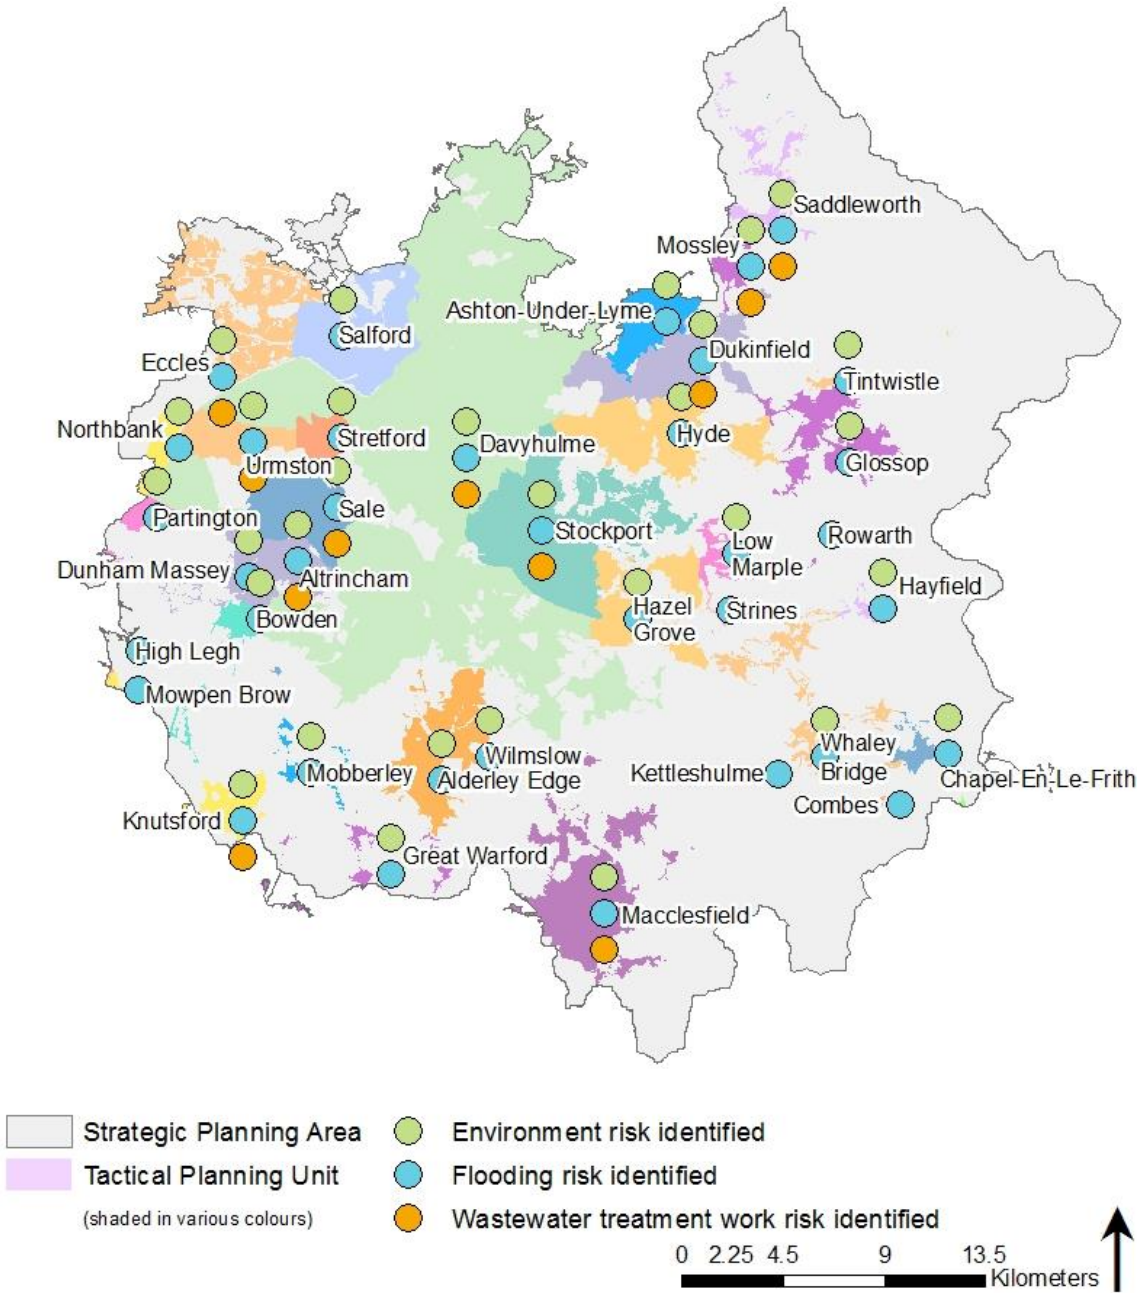 Saddleworth
Mossley
Ashton-Under-Lyme
Salford
Dukinfield
Eccles
Tintwistle
Northbank
Stretford
Davyhulme
Hyde
Urmston
Glossop
Partington
Sale
Stockport
Low
Marple
Rowarth
Dunham Massey
Altrincham
Hayfield
Bowden
Hazel
Grove
Strines
High Legh
Mowpen Brow
Wilmslow
Whaley
Bridge
Mobberley
Alderley Edge
Kettleshulme
Chapel-En-Le-Frith
Combes
Knutsford
Great Warford
Macclesfield
Strategic Planning Area
Environment risk identified
Tactical Planning Unit
Flooding risk identified
(shaded in various colours)
Wastewater treatment work risk identified
0 2.25 4.5 9 13.5
Kilometers